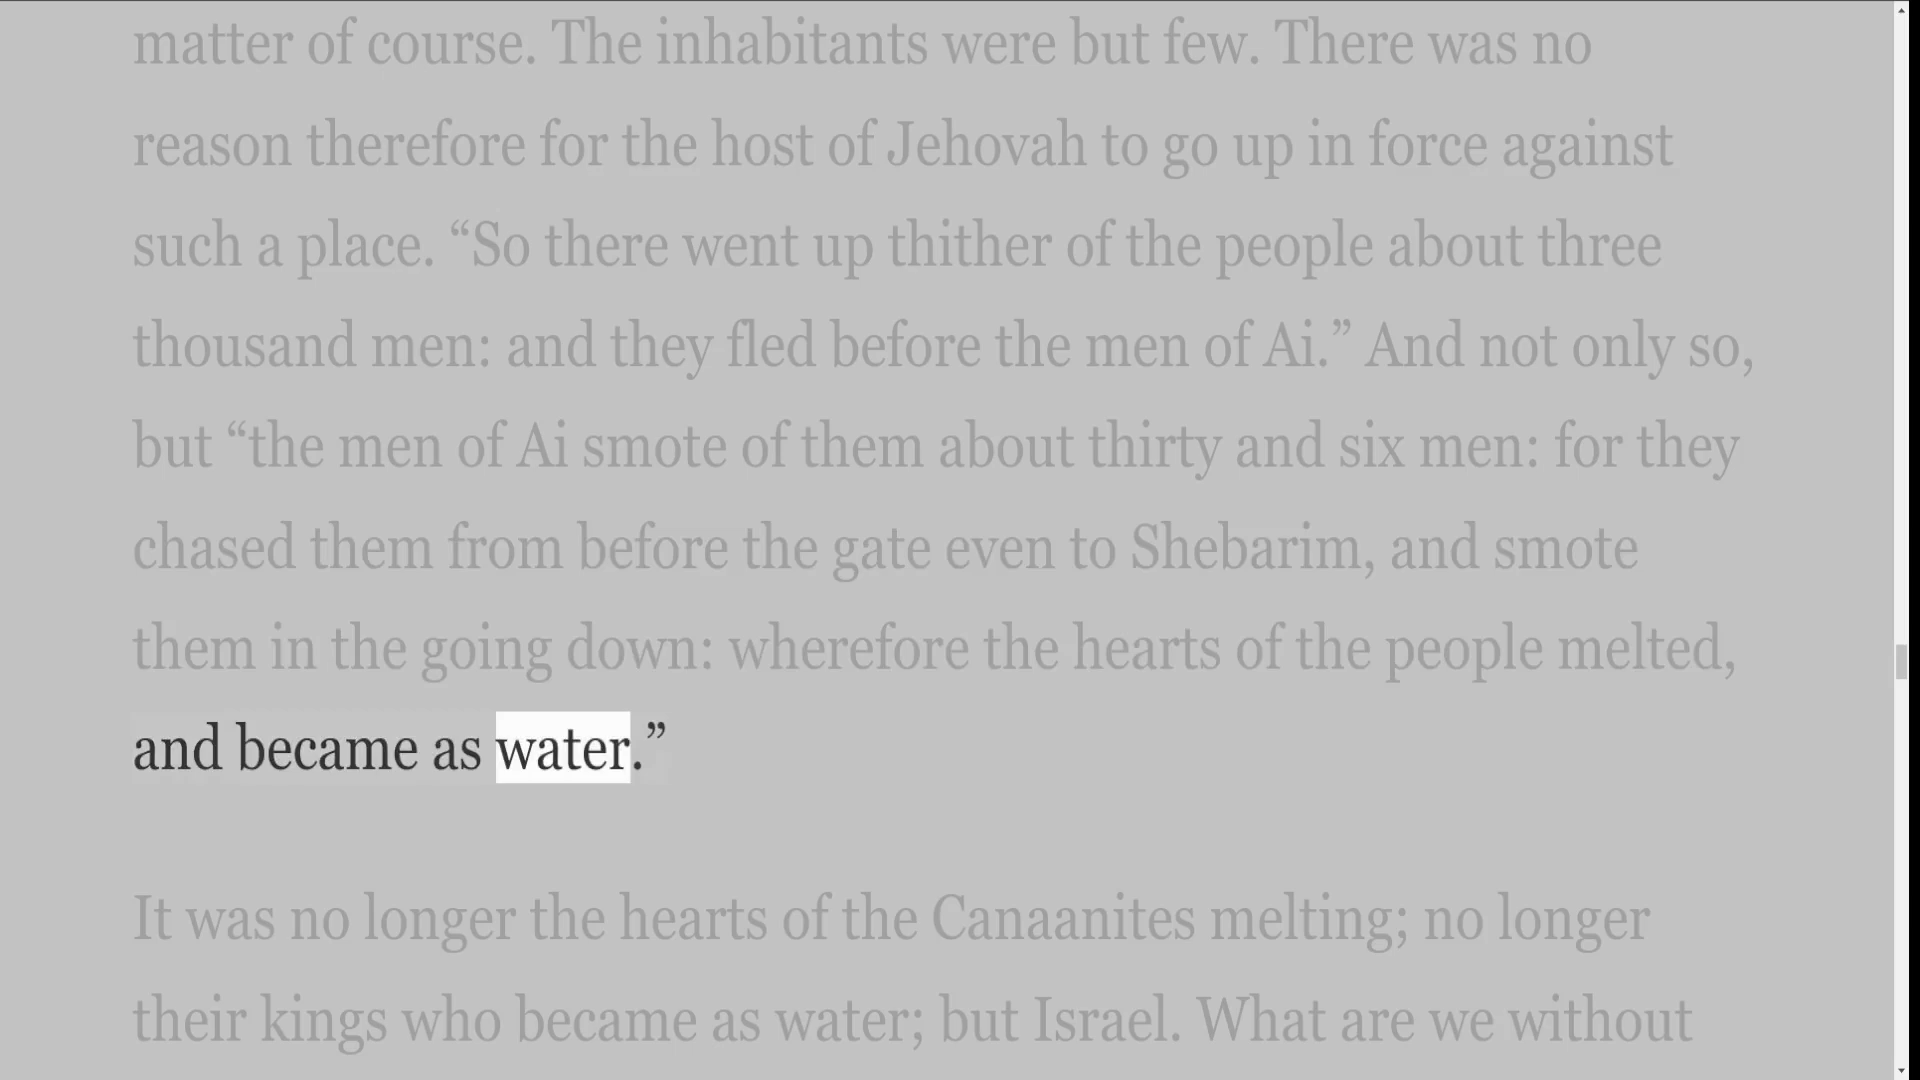 matter of course. The inhabitants were but few. There was no
reason therefore for the host of Jehovah to go up in force against
such a place. “So there went up thither of the people about three
thousand men: and they fled before the men of Ai.” And not only so,
but “the men of Ai smote of them about thirty and six men: for they
chased them from before the gate even to Shebarim, and smote
them in the going down: wherefore the hearts of the people melted,
and became as water.”
It was no longer the hearts of the Canaanites melting; no longer
their kings who became as water; but Israel. What are we without